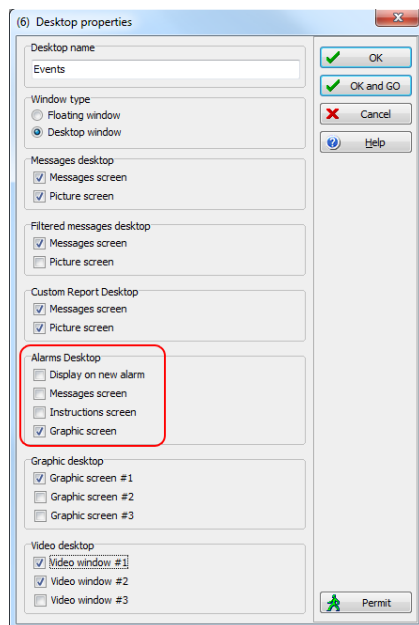 (6) Desktop properties
Desktop name
Events
Window type
Floating window
Desktop window
Messages desktop
Messages screen
Picture screen
Filtered messages desktop
Messages screen
Picture screen
Custom Report Desktop
Messages screen
Picture screen
Alarms Desktop
Display on new alarm
Messages screen
Instructions screen
Graphic screen
Graphic desktop
Graphic screen #1
Graphic screen #2
Graphic screen #3
Video desktop
Video window #1
Video window #2
Video window #3
OK
OK and GO
Cancel
Help
Permit